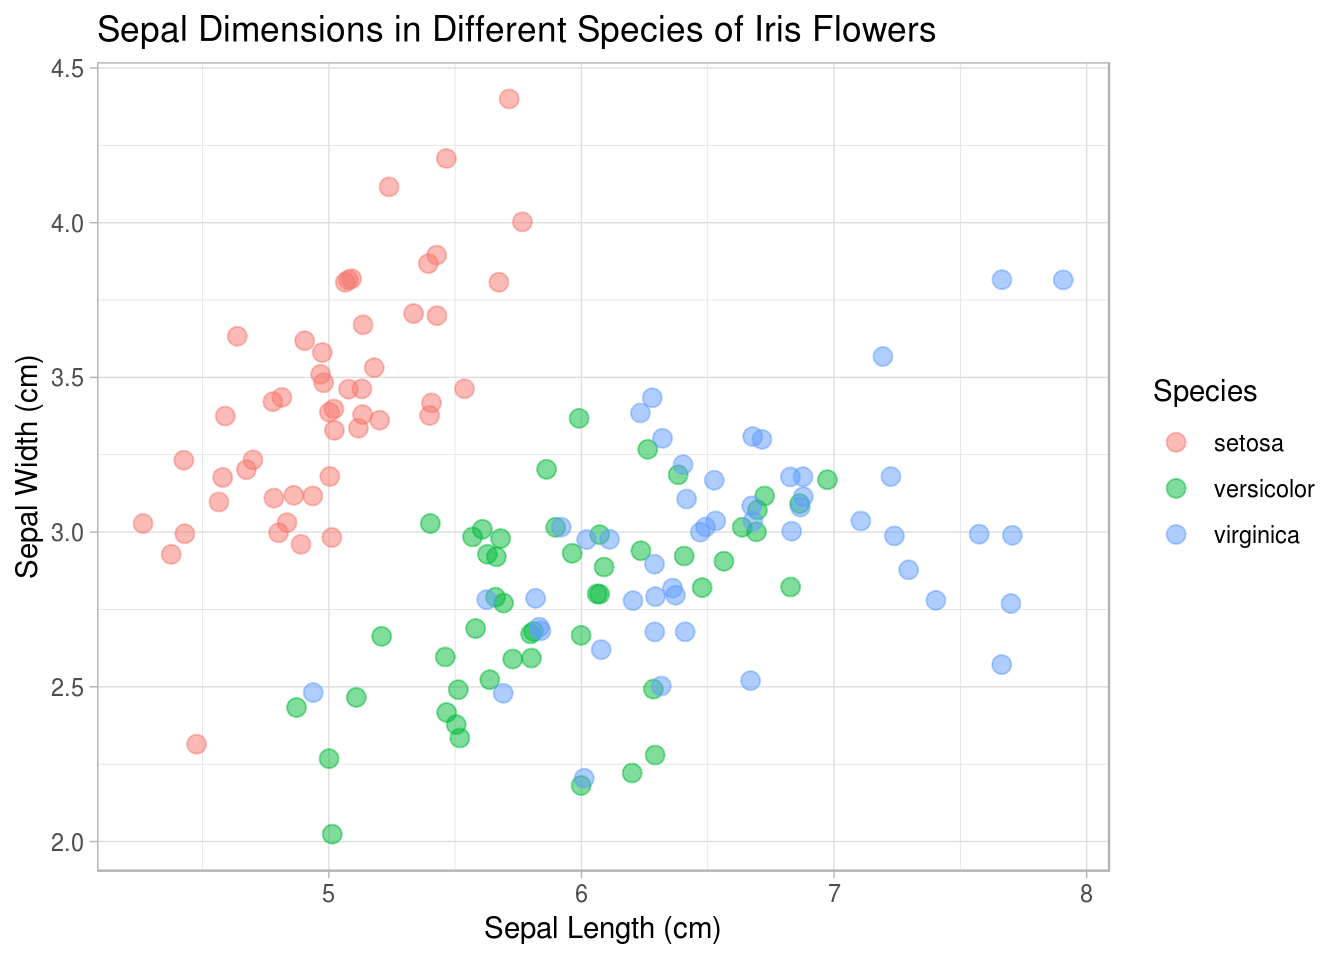 Sepal Dimensions in Different Species of Iris Flowers
4.5
4.0
3.5
3.0
2.5
2.0
Sepal Width (cm)
5 6 7 8
Sepal Length (cm)
Species
setosa
versicolor
virginica